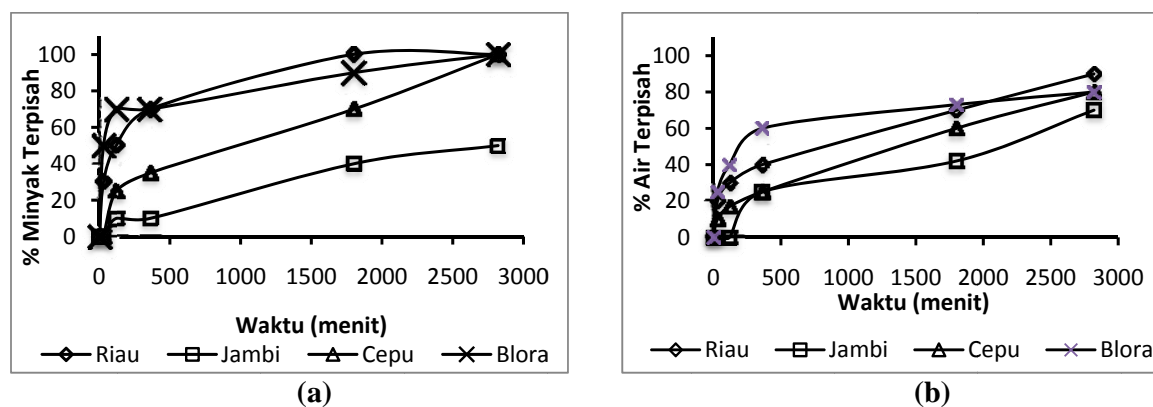 % Minyak Terpisah
100
80
60
40
20
0
0 500 1000 1500 2000 2500 3000
Waktu (menit)
Riau Jambi Cepu Blora
(a)
% Air Terpisah
100
80
60
40
20
0
0 500 1000 1500 2000 2500 3000
Waktu (menit)
Riau Jambi Cepu Blora
(b)